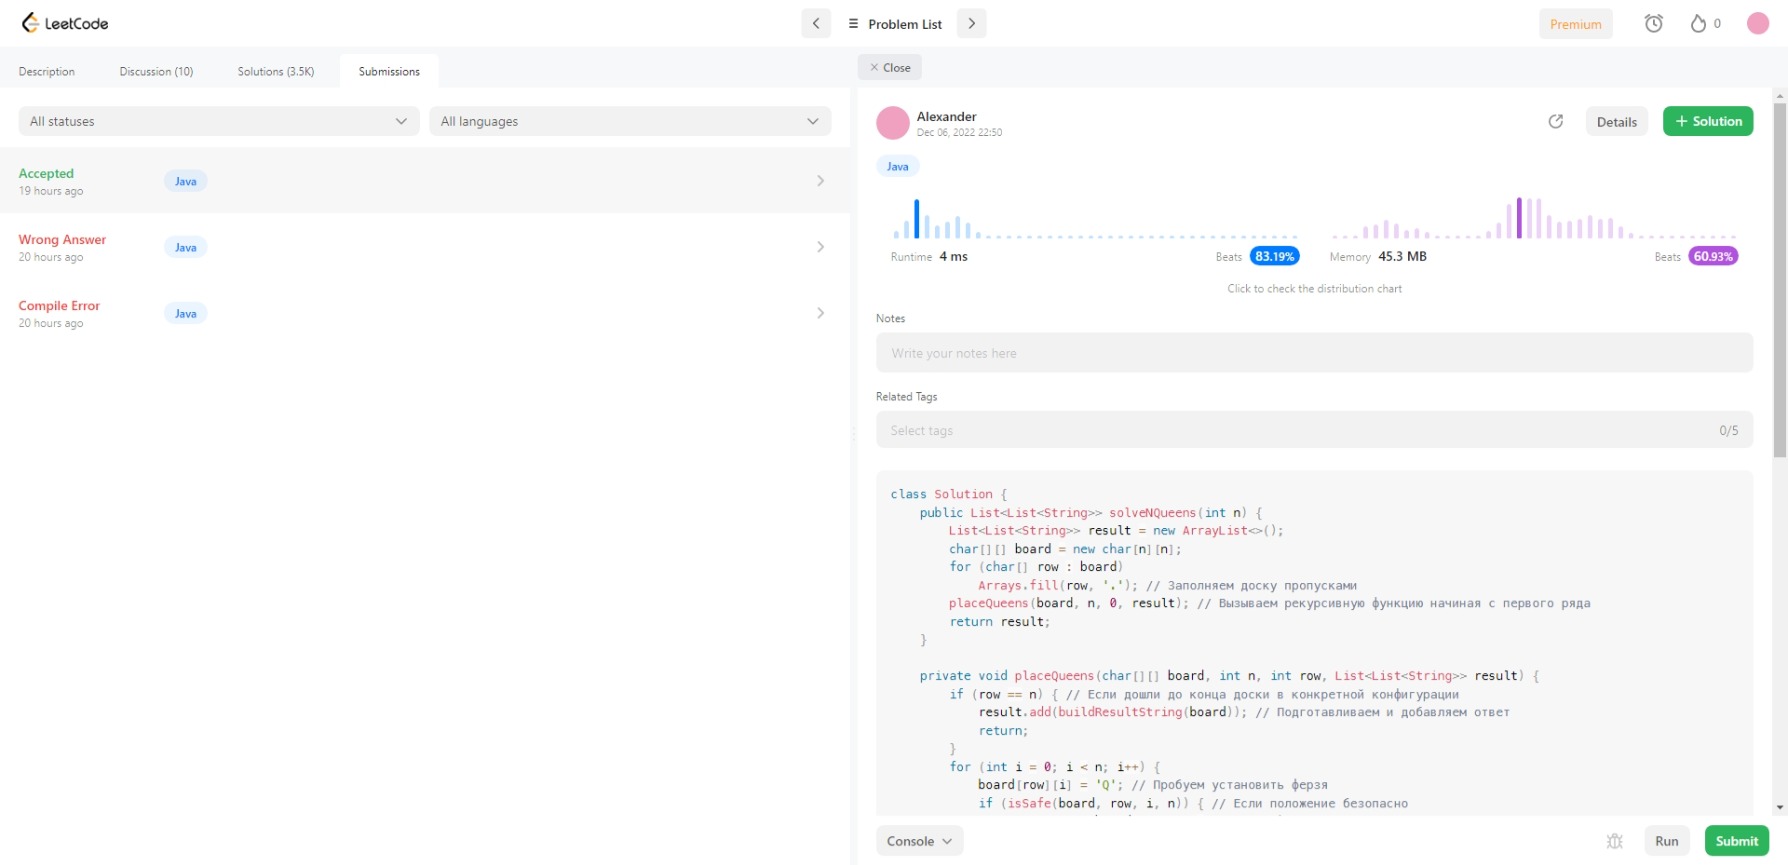 LeetCode
Problem List
Premium
0
Description
Discussion (10)
Solutions (3.5K)
Submissions
× Close
All statuses
All languages
Accepted
19 hours ago
Java
Wrong Answer
20 hours ago
Java
Compile Error
20 hours ago
Java
Alexander
Dec 06, 2022 22:50
Details
+ Solution
Java
Runtime 4 ms
Beats 83.19%
Memory 45.3 MB
Beats 60.93%
Click to check the distribution chart
Notes
Write your notes here
Related Tags
Select tags
0/5
class Solution {
    public List<List<String>> solveNQueens(int n) {
        List<List<String>> result = new ArrayList<>();
        char[][] board = new char[n][n];
        for (char[] row : board)
            Arrays.fill(row, '.'); // Заполняем доску пропусками
        placeQueens(board, n, 0, result); // Вызываем рекурсивную функцию начиная с первого ряда
        return result;
    }
    private void placeQueens(char[][] board, int n, int row, List<List<String>> result) {
        if (row == n) { // Если дошли до конца доски в конкретной конфигурации
            result.add(buildResultString(board)); // Подготавливаем и добавляем ответ
            return;
        }
        for (int i = 0; i < n; i++) {
            board[row][i] = 'Q'; // Пробуем установить ферзя
            if (isSafe(board, row, i, n)) { // Если положение безопасно
Console
Run
Submit